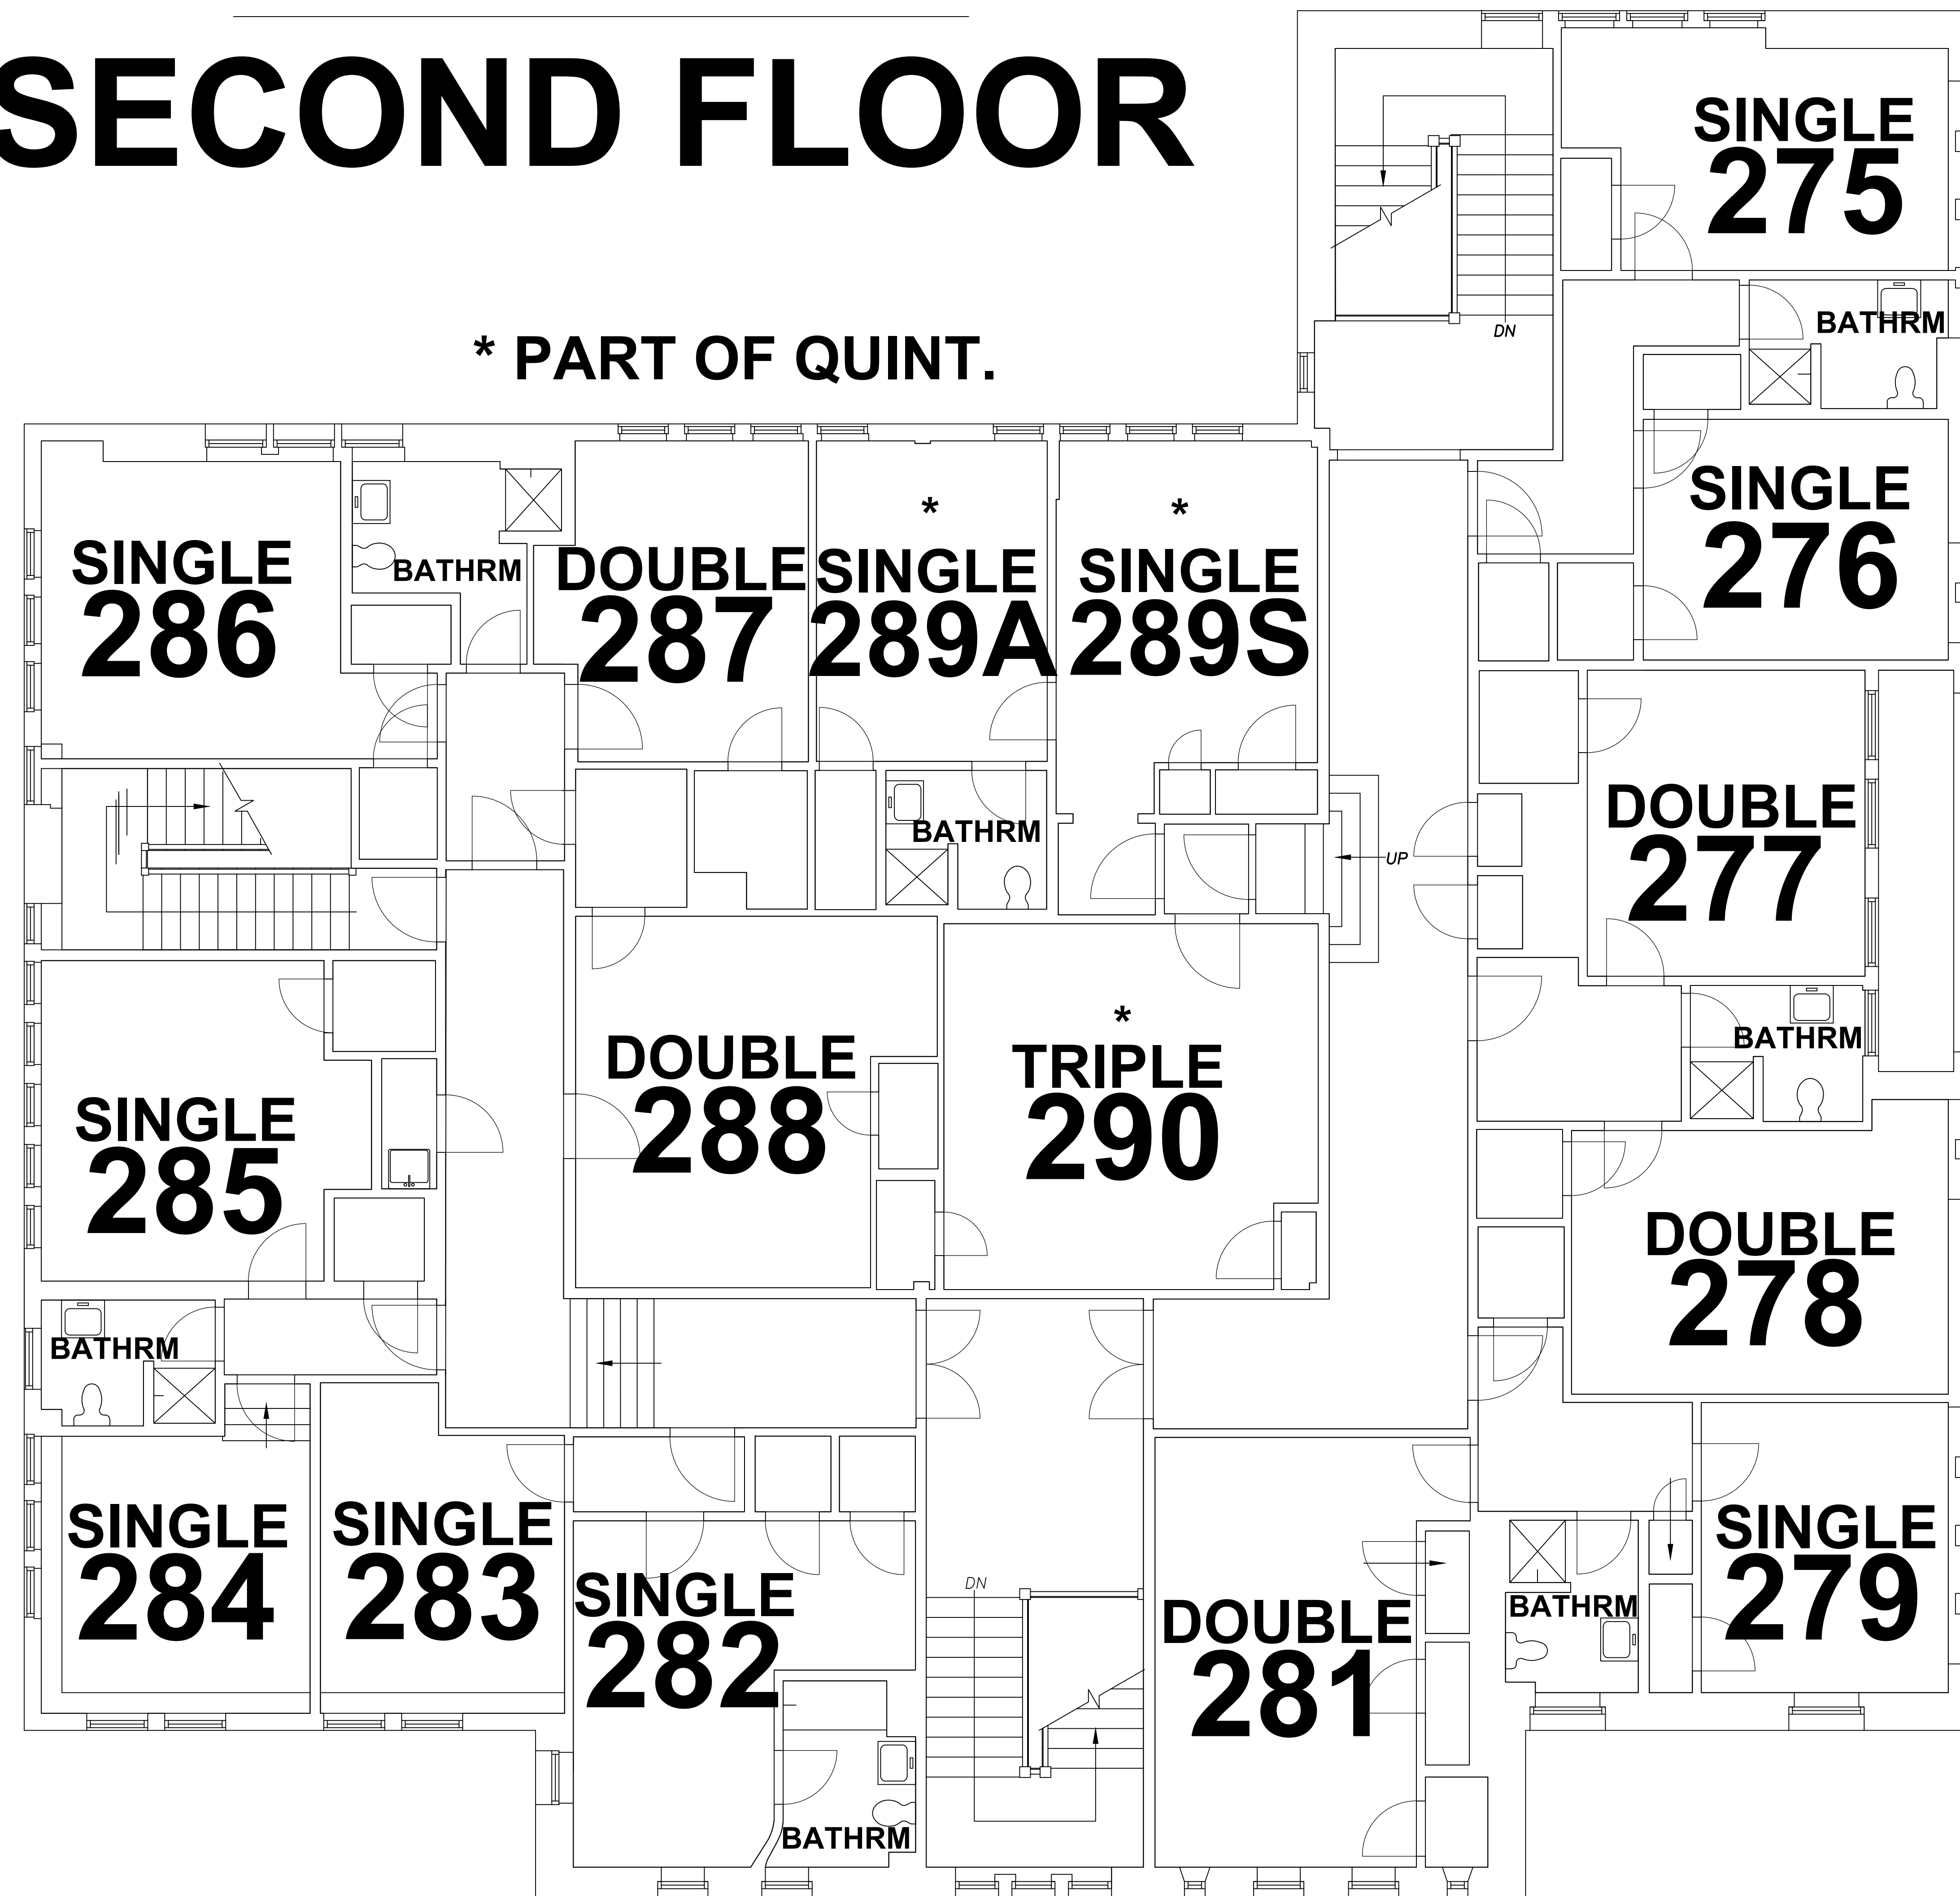 SECOND FLOOR
* PART OF QUINT.
SINGLE
275
DN
BATHRM
SINGLE
276
SINGLE
286
BATHRM
DOUBLE
287
*
SINGLE
289A
*
SINGLE
289S
BATHRM
UP
DOUBLE
277
BATHRM
SINGLE
285
DOUBLE
288
*
TRIPLE
290
DOUBLE
278
BATHRM
SINGLE
284
SINGLE
283
SINGLE
282
BATHRM
DN
DOUBLE
281
BATHRM
SINGLE
279